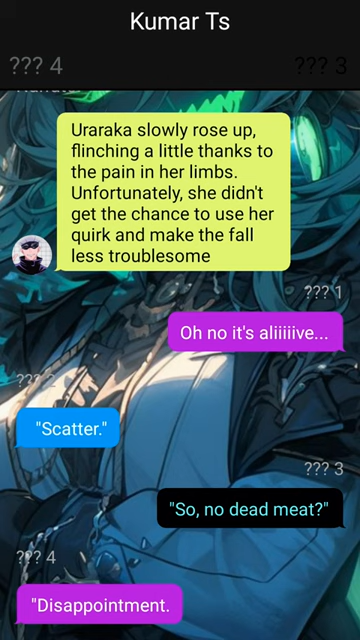 Kumar Ts
??? 4
??? 3
Uraraka slowly rose up,
flinching a little thanks to
the pain in her limbs.
Unfortunately, she didn't
get the chance to use her
quirk and make the fall
less troublesome
??? 1
Oh no it's aliiiiive...
??? 2
"Scatter."
??? 3
"So, no dead meat?"
??? 4
"Disappointment.